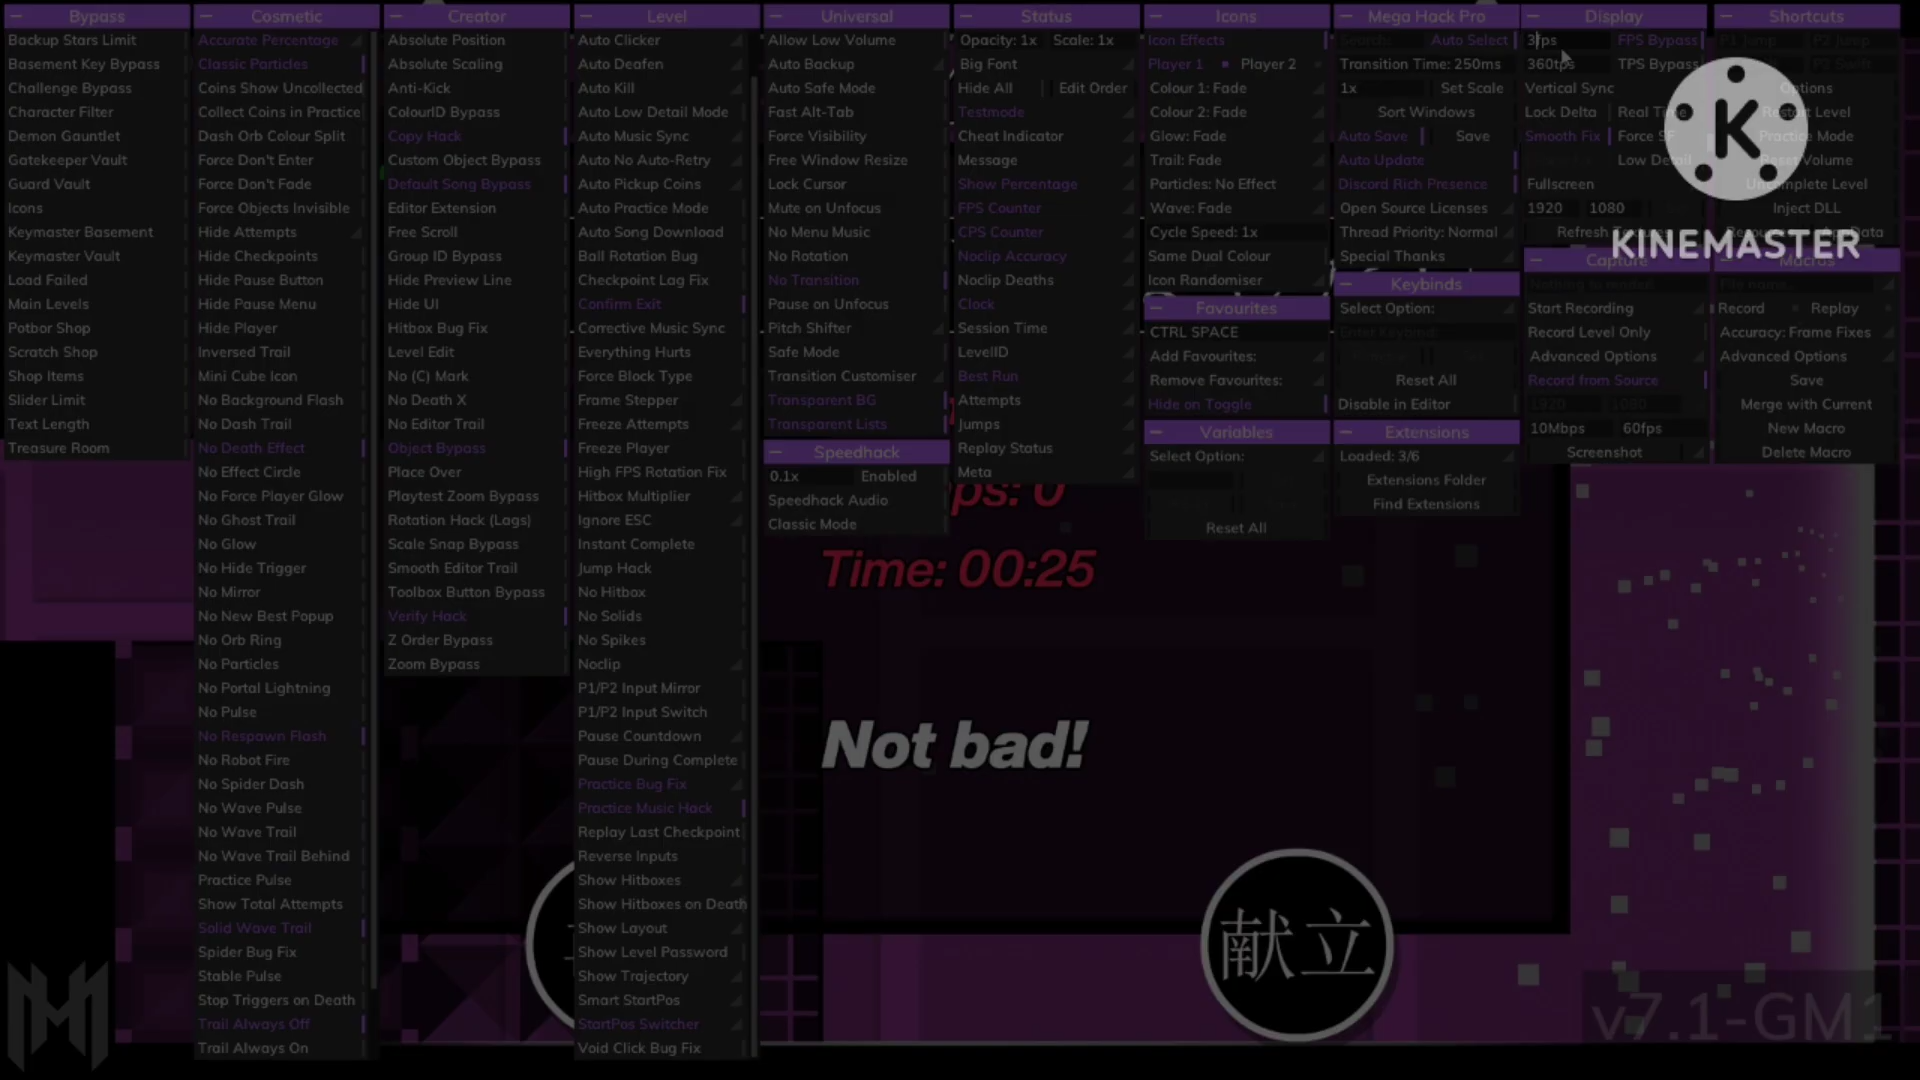 Bypass
Backup Stars Limit
Basement Key Bypass
Challenge Bypass
Character Filter
Demon Gauntlet
Gatekeeper Vault
Guard Vault
Icons
Keymaster Basement
Keymaster Vault
Load Failed
Main Levels
Potbor Shop
Scratch Shop
Shop Items
Slider Limit
Text Length
Treasure Room
Cosmetic
Accurate Percentage
Classic Particles
Coins Show Uncollected
Collect Coins in Practice
Dash Orb Colour Split
Force Don't Enter
Force Don't Fade
Force Objects Invisible
Hide Attempts
Hide Checkpoints
Hide Pause Button
Hide Pause Menu
Hide Player
Inversed Trail
Mini Cube Icon
No Background Flash
No Dash Trail
No Death Effect
No Effect Circle
No Force Player Glow
No Ghost Trail
No Glow
No Hide Trigger
No Mirror
No New Best Popup
No Orb Ring
No Particles
No Portal Lightning
No Pulse
No Respawn Flash
No Robot Fire
No Spider Dash
No Wave Pulse
No Wave Trail
No Wave Trail Behind
Practice Pulse
Show Total Attempts
Solid Wave Trail
Spider Bug Fix
Stable Pulse
Stop Triggers on Death
Trail Always Off
Trail Always On
Creator
Absolute Position
Absolute Scaling
Anti-Kick
ColourID Bypass
Copy Hack
Custom Object Bypass
Default Song Bypass
Editor Extension
Free Scroll
Group ID Bypass
Hide Preview Line
Hide UI
Hitbox Bug Fix
Level Edit
No (C) Mark
No Death X
No Editor Trail
Object Bypass
Place Over
Playtest Zoom Bypass
Rotation Hack (Lags)
Scale Snap Bypass
Smooth Editor Trail
Toolbox Button Bypass
Verify Hack
Z Order Bypass
Zoom Bypass
Level
Auto Clicker
Auto Deafen
Auto Kill
Auto Low Detail Mode
Auto Music Sync
Auto No Auto-Retry
Auto Pickup Coins
Auto Practice Mode
Auto Song Download
Ball Rotation Bug
Checkpoint Lag Fix
Confirm Exit
Corrective Music Sync
Everything Hurts
Force Block Type
Frame Stepper
Freeze Attempts
Freeze Player
High FPS Rotation Fix
Hitbox Multiplier
Ignore ESC
Instant Complete
Jump Hack
No Hitbox
No Solids
No Spikes
Noclip
P1/P2 Input Mirror
P1/P2 Input Switch
Pause Countdown
Pause During Complete
Practice Bug Fix
Practice Music Hack
Replay Last Checkpoint
Reverse Inputs
Show Hitboxes
Show Hitboxes on Death
Show Layout
Show Level Password
Show Trajectory
Smart StartPos
StartPos Switcher
Void Click Bug Fix
Universal
Allow Low Volume
Auto Backup
Auto Safe Mode
Fast Alt-Tab
Force Visibility
Free Window Resize
Lock Cursor
Mute on Unfocus
No Menu Music
No Rotation
No Transition
Pause on Unfocus
Pitch Shifter
Safe Mode
Transition Customiser
Transparent BG
Transparent Lists
Speedhack
0.1x Enabled
Speedhack Audio
Classic Mode
Status
Opacity: 1x Scale: 1x
Big Font
Hide All Edit Order
Testmode
Cheat Indicator
Message
Show Percentage
FPS Counter
CPS Counter
Noclip Accuracy
Noclip Deaths
Clock
Session Time
LevelID
Best Run
Attempts
Jumps
Replay Status
Meta
Icons
Icon Effects
Player 1 Player 2
Colour 1: Fade
Colour 2: Fade
Glow: Fade
Trail: Fade
Particles: No Effect
Wave: Fade
Cycle Speed: 1x
Same Dual Colour
Icon Randomiser
Favourites
CTRL SPACE
Add Favourites:
Remove Favourites:
Hide on Toggle
Variables
Select Option:
Reset All
Mega Hack Pro
Search: Auto Select
Transition Time: 250ms
1x Set Scale
Sort Windows
Auto Save Save
Auto Update
Discord Rich Presence
Open Source Licenses
Thread Priority: Normal
Special Thanks
Keybinds
Select Option:
Enter Keybind:
Reset All
Disable in Editor
Extensions
Loaded: 3/6
Extensions Folder
Find Extensions
Display
3fps FPS Bypass
360tps TPS Bypass
Vertical Sync
Lock Delta Real Time
Smooth Fix Force
Low Detail
Fullscreen
1920 1080
Refresh
Capture
Start Recording
Record Level Only
Advanced Options
Record from Source
1920 1080
10Mbps 60fps
Screenshot
Shortcuts
P1 Jump P2 Jump
Options
Restart Level
Practice Mode
Reset Volume
Uncomplete Level
Inject DLL
Macros
Record Replay
Accuracy: Frame Fixes
Advanced Options
Save
Merge with Current
New Macro
Delete Macro
K
KINEMASTER
ps: 0
Time: 00:25
Not bad!
献立
v7.1-GM1